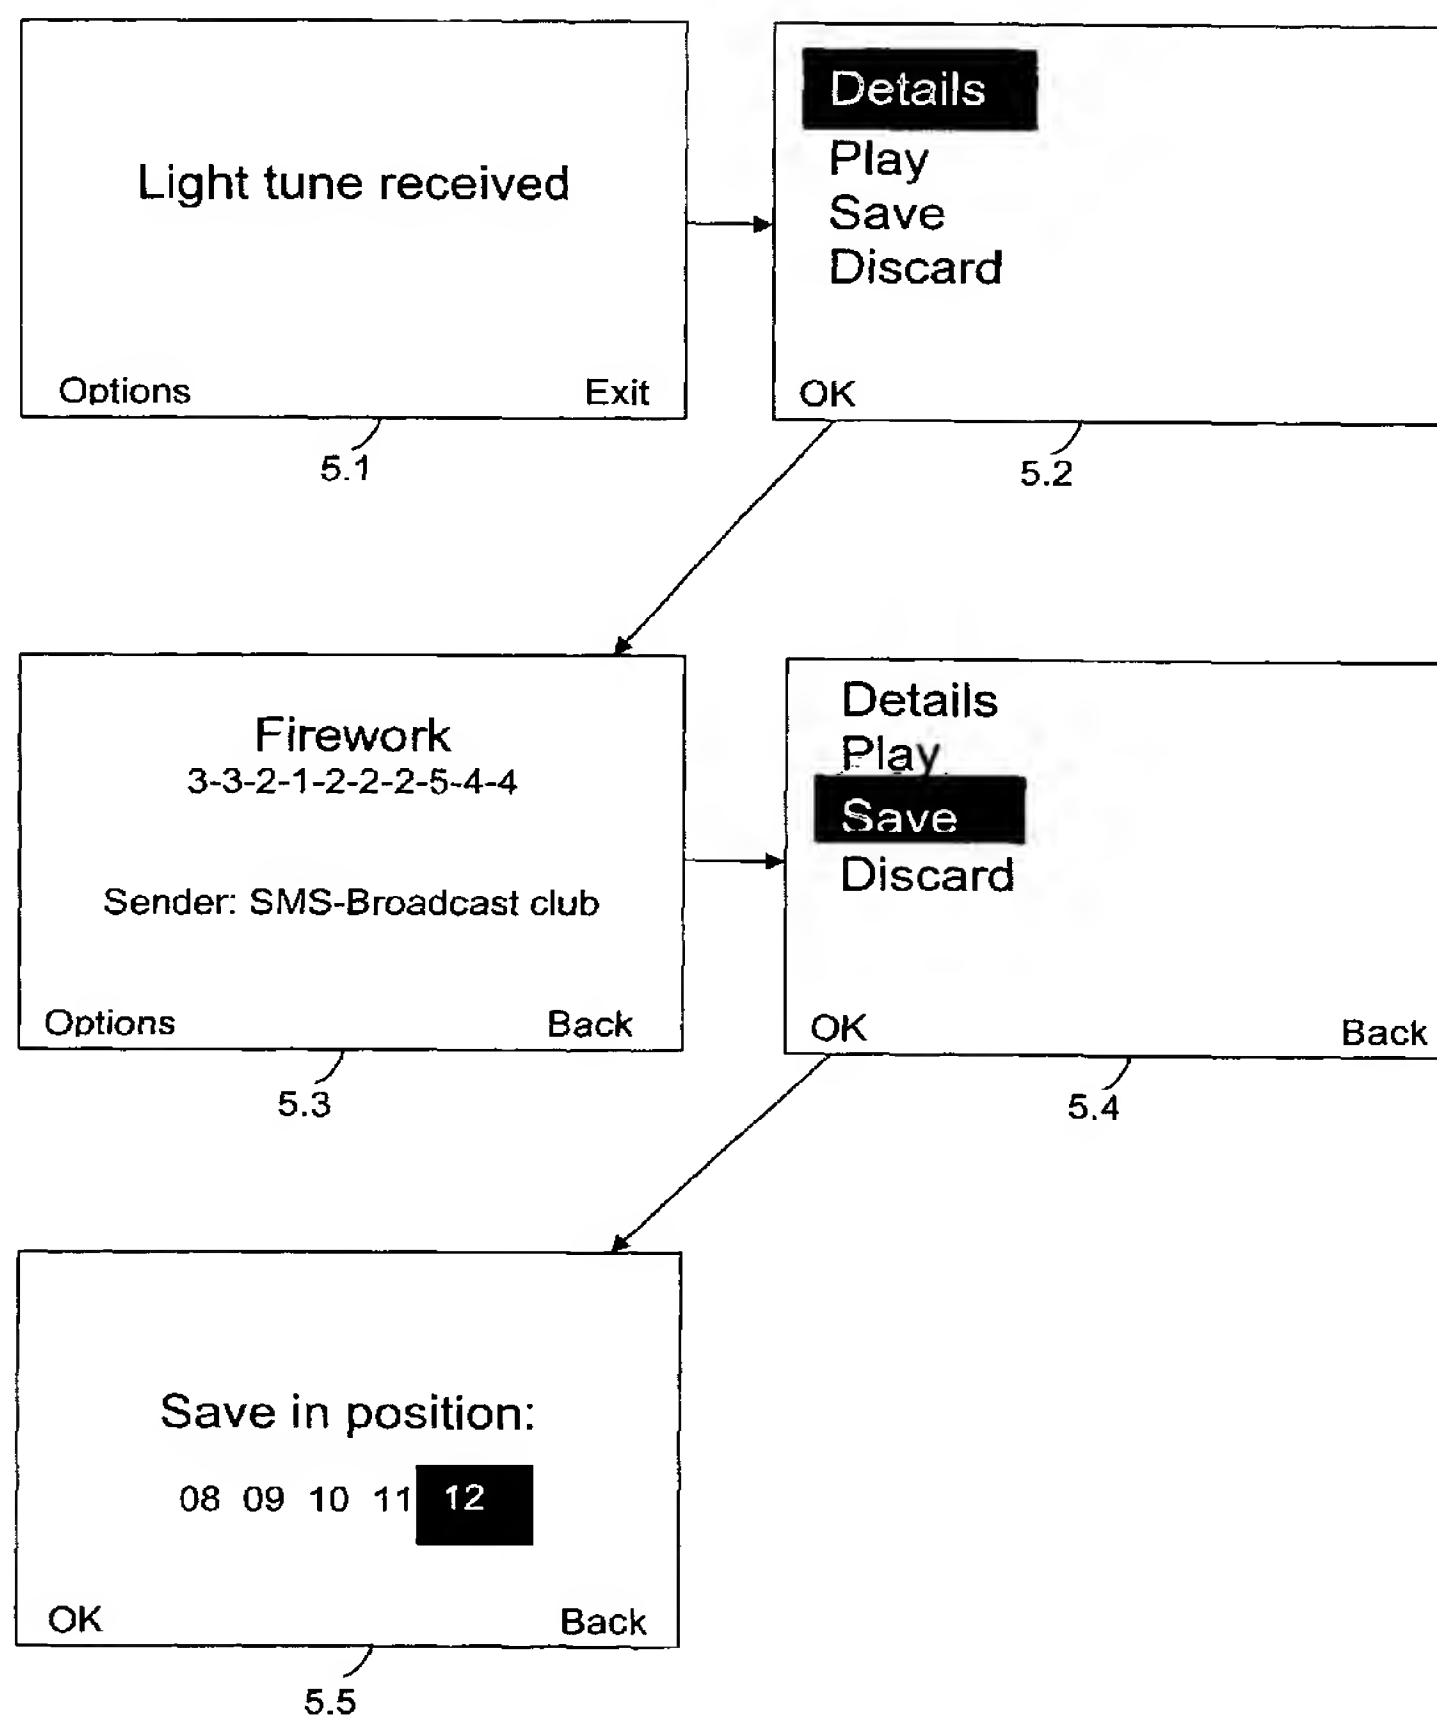 Light tune received
Options Exit
5.1
Details
Play
Save
Discard
OK
5.2
Firework
3-3-2-1-2-2-2-5-4-4
Sender: SMS-Broadcast club
Options Back
5.3
Details
Play
Save
Discard
OK Back
5.4
Save in position:
08 09 10 11 12
OK Back
5.5